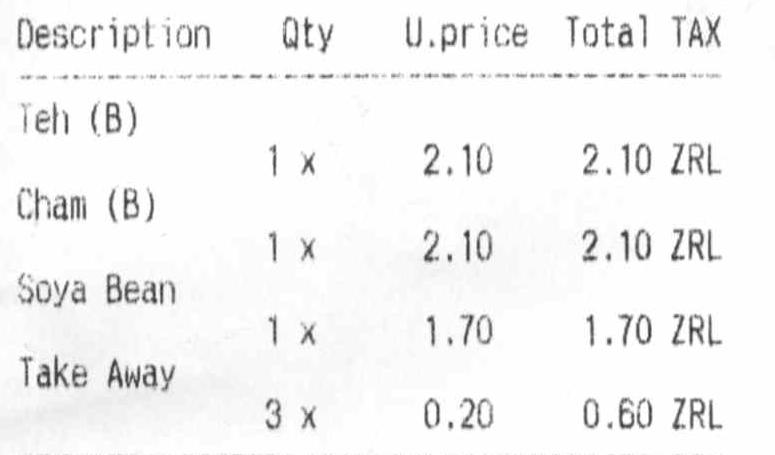 Description Qty U.price Total TAX
Teh (B)
1 x 2.10 2.10 ZRL
Cham (B)
1 x 2.10 2.10 ZRL
Soya Bean
1 x 1.70 1.70 ZRL
Take Away
3 x 0.20 0.60 ZRL